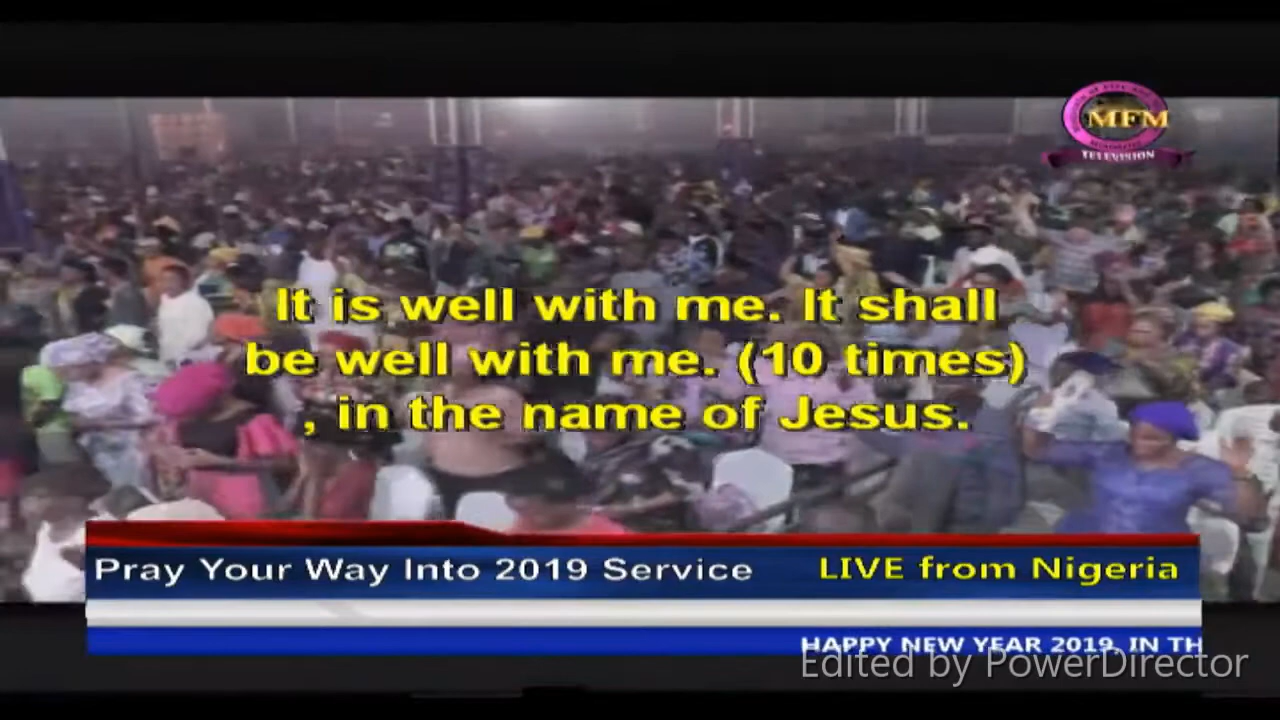 MFM
TELEVISION
It is well with me. It shall
be well with me. (10 times)
, in the name of Jesus.
Pray Your Way Into 2019 Service LIVE from Nigeria
HAPPY NEW YEAR 2019, IN TH
Edited by PowerDirector